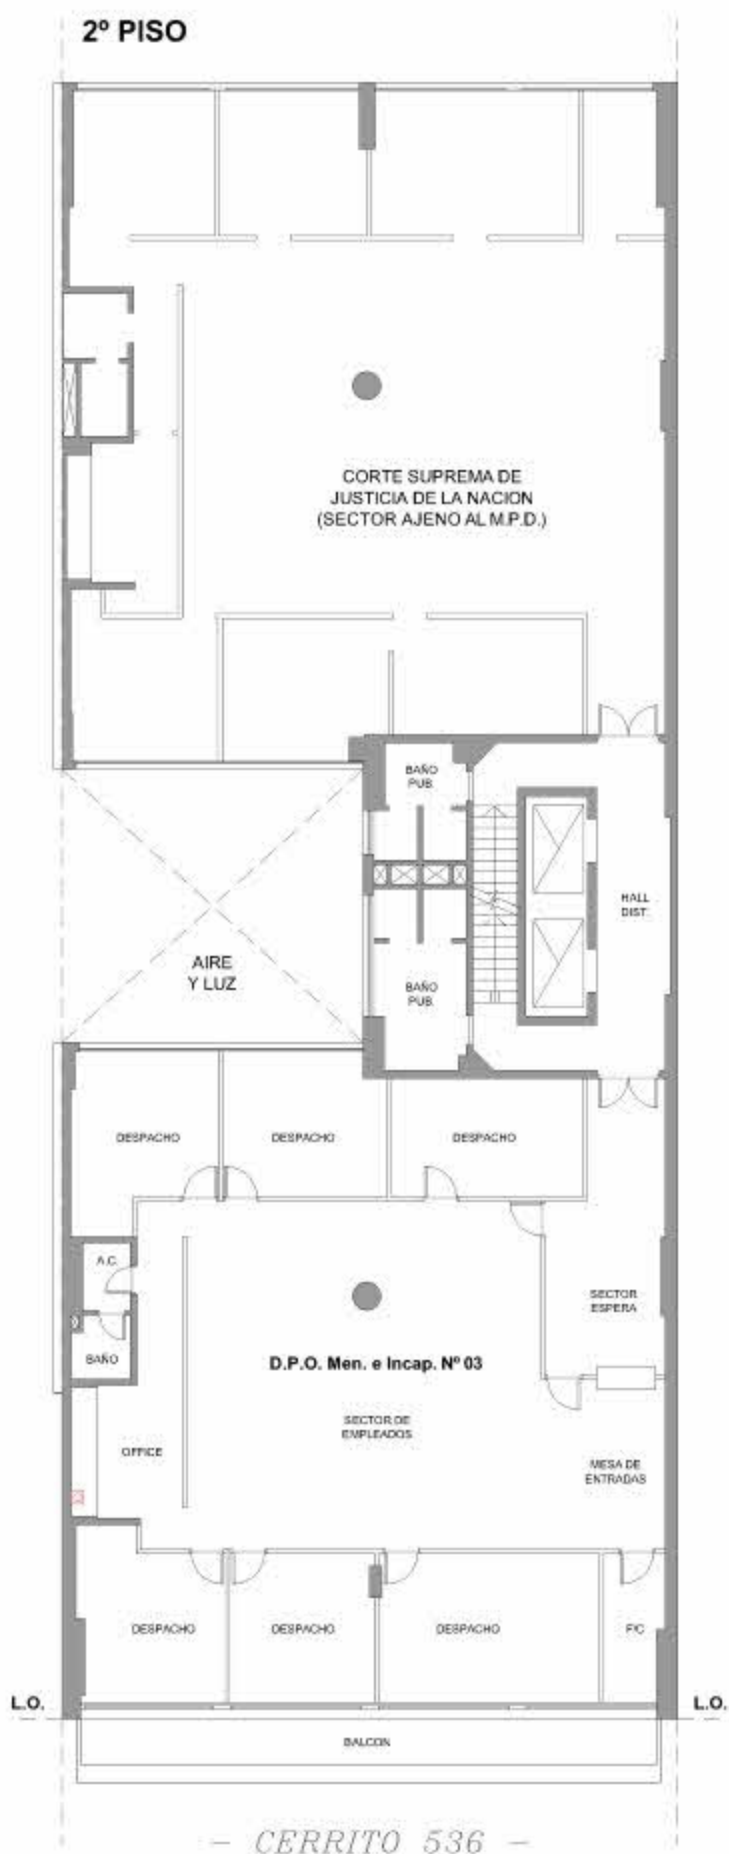 2º PISO
CORTE SUPREMA DE
JUSTICIA DE LA NACION
(SECTOR AJENO AL M.P.D.)
BAÑO
PUB.
HALL
DIST.
AIRE
Y LUZ
BAÑO
PUB.
DESPACHO
DESPACHO
DESPACHO
A.C.
SECTOR
ESPERA
BAÑO
D.P.O. Men. e Incap. Nº 03
SECTOR DE
EMPLEADOS
OFFICE
MESA DE
ENTRADAS
DESPACHO
DESPACHO
DESPACHO
F/C
L.O.
L.O.
BALCON
- CERRITO 536 -